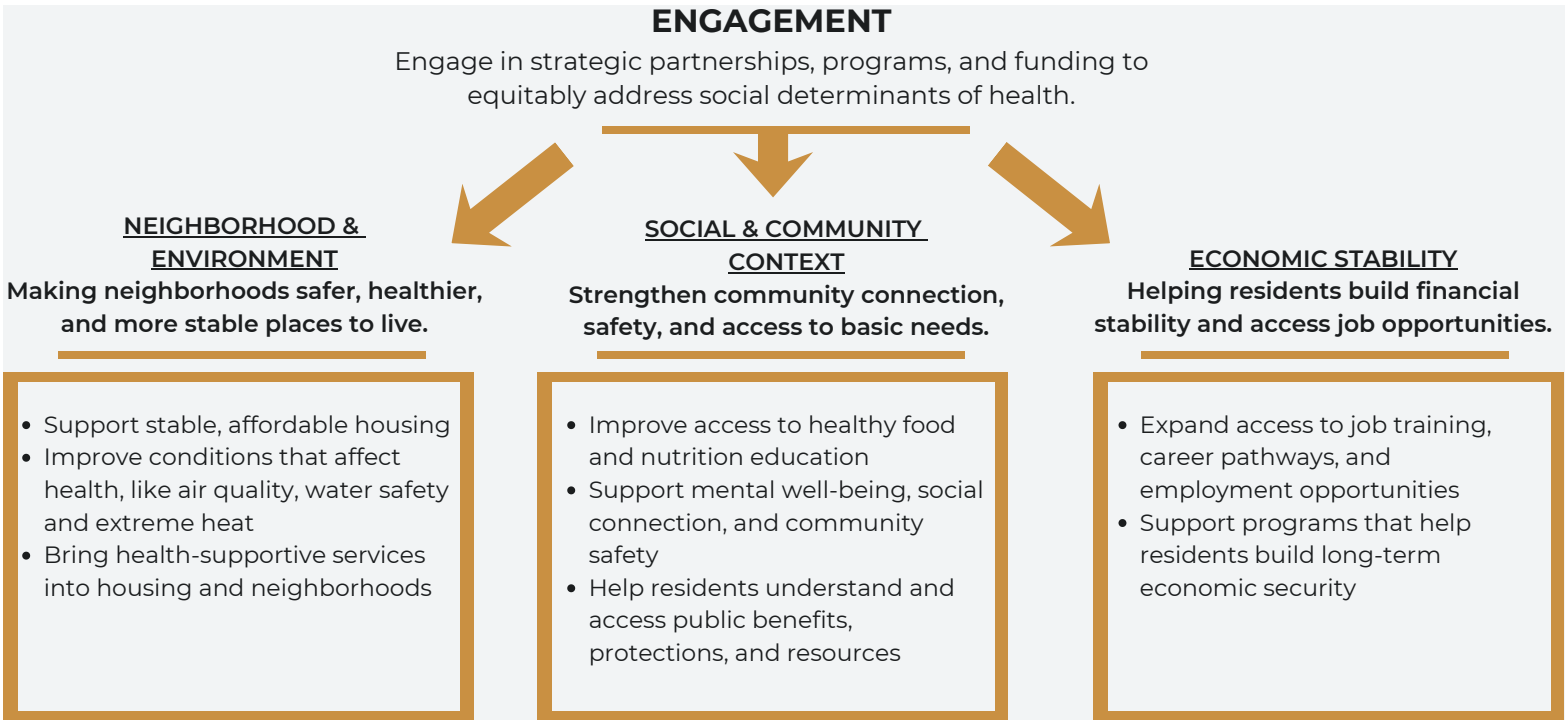 ENGAGEMENT
Engage in strategic partnerships, programs, and funding to
equitably address social determinants of health.
NEIGHBORHOOD &
ENVIRONMENT
Making neighborhoods safer, healthier,
and more stable places to live.
• Support stable, affordable housing
• Improve conditions that affect
health, like air quality, water safety
and extreme heat
• Bring health-supportive services
into housing and neighborhoods
SOCIAL & COMMUNITY
CONTEXT
Strengthen community connection,
safety, and access to basic needs.
• Improve access to healthy food
and nutrition education
• Support mental well-being, social
connection, and community
safety
• Help residents understand and
access public benefits,
protections, and resources
ECONOMIC STABILITY
Helping residents build financial
stability and access job opportunities.
• Expand access to job training,
career pathways, and
employment opportunities
• Support programs that help
residents build long-term
economic security